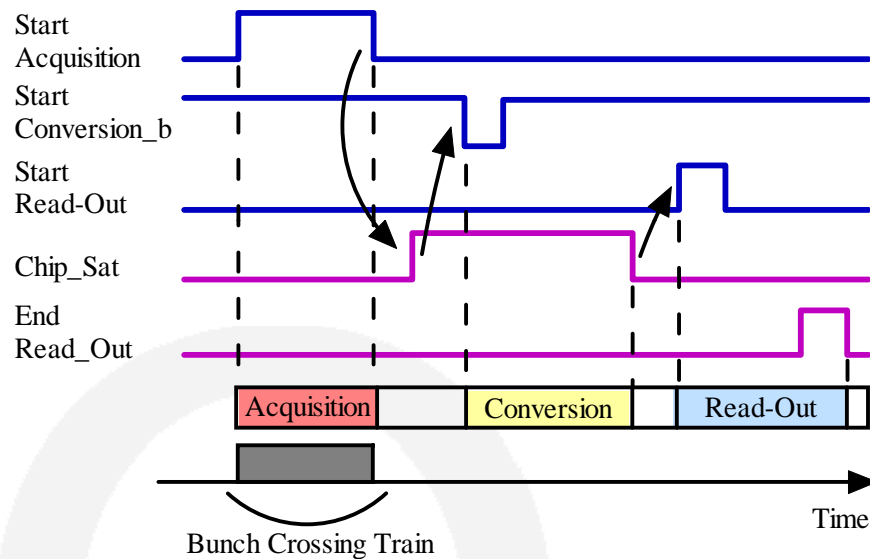 Start
Acquisition
Start
Conversion_b
Start
Read-Out
Chip_Sat
End
Read_Out
Acquisition
Conversion
Read-Out
Time
Bunch Crossing Train